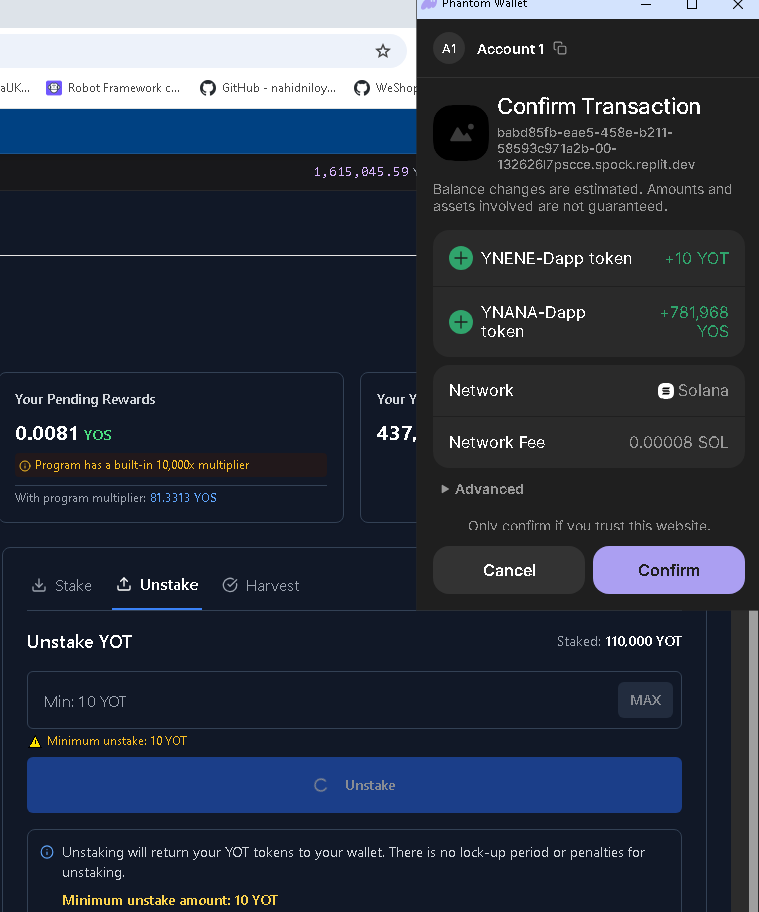 Phantom Wallet
A1 Account 1
aUK... Robot Framework c... GitHub - nahidniloy... WeShop
1,615,045.59 Y
Confirm Transaction
babd85fb-eae5-458e-b211-
58593c971a2b-00-
132626l7pscce.spock.replit.dev
Balance changes are estimated. Amounts and
assets involved are not guaranteed.
YNENE-Dapp token +10 YOT
YNANA-Dapp
token
+781,968
YOS
Network Solana
Network Fee 0.00008 SOL
Advanced
Only confirm if you trust this website.
Cancel Confirm
Your Pending Rewards
0.0081 YOS
Program has a built-in 10,000x multiplier
With program multiplier: 81.3313 YOS
Your Y
437,
Stake Unstake Harvest
Unstake YOT Staked: 110,000 YOT
Min: 10 YOT MAX
Minimum unstake: 10 YOT
Unstake
Unstaking will return your YOT tokens to your wallet. There is no lock-up period or penalties for
unstaking.
Minimum unstake amount: 10 YOT